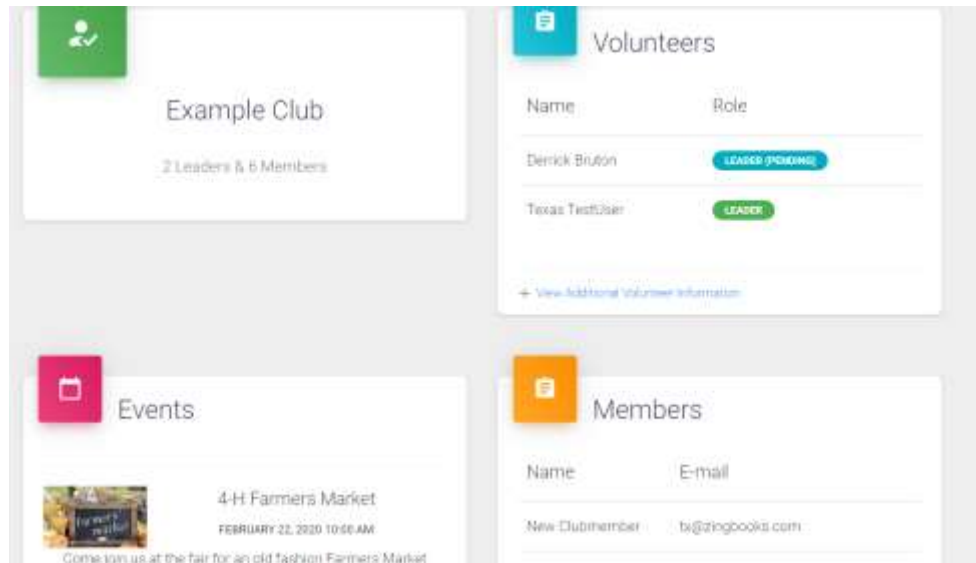 Example Club
2 Leaders & 6 Members
Volunteers
Name Role
Derrick Bruton LEADER (PENDING)
Texas TestUser LEADER
+ View Additional Volunteer Information
Events
farmers market
4-H Farmers Market
FEBRUARY 22, 2020 10:00 AM
Come join us at the fair for an old fashion Farmers Market
Members
Name E-mail
New Clubmember tx@zingbooks.com